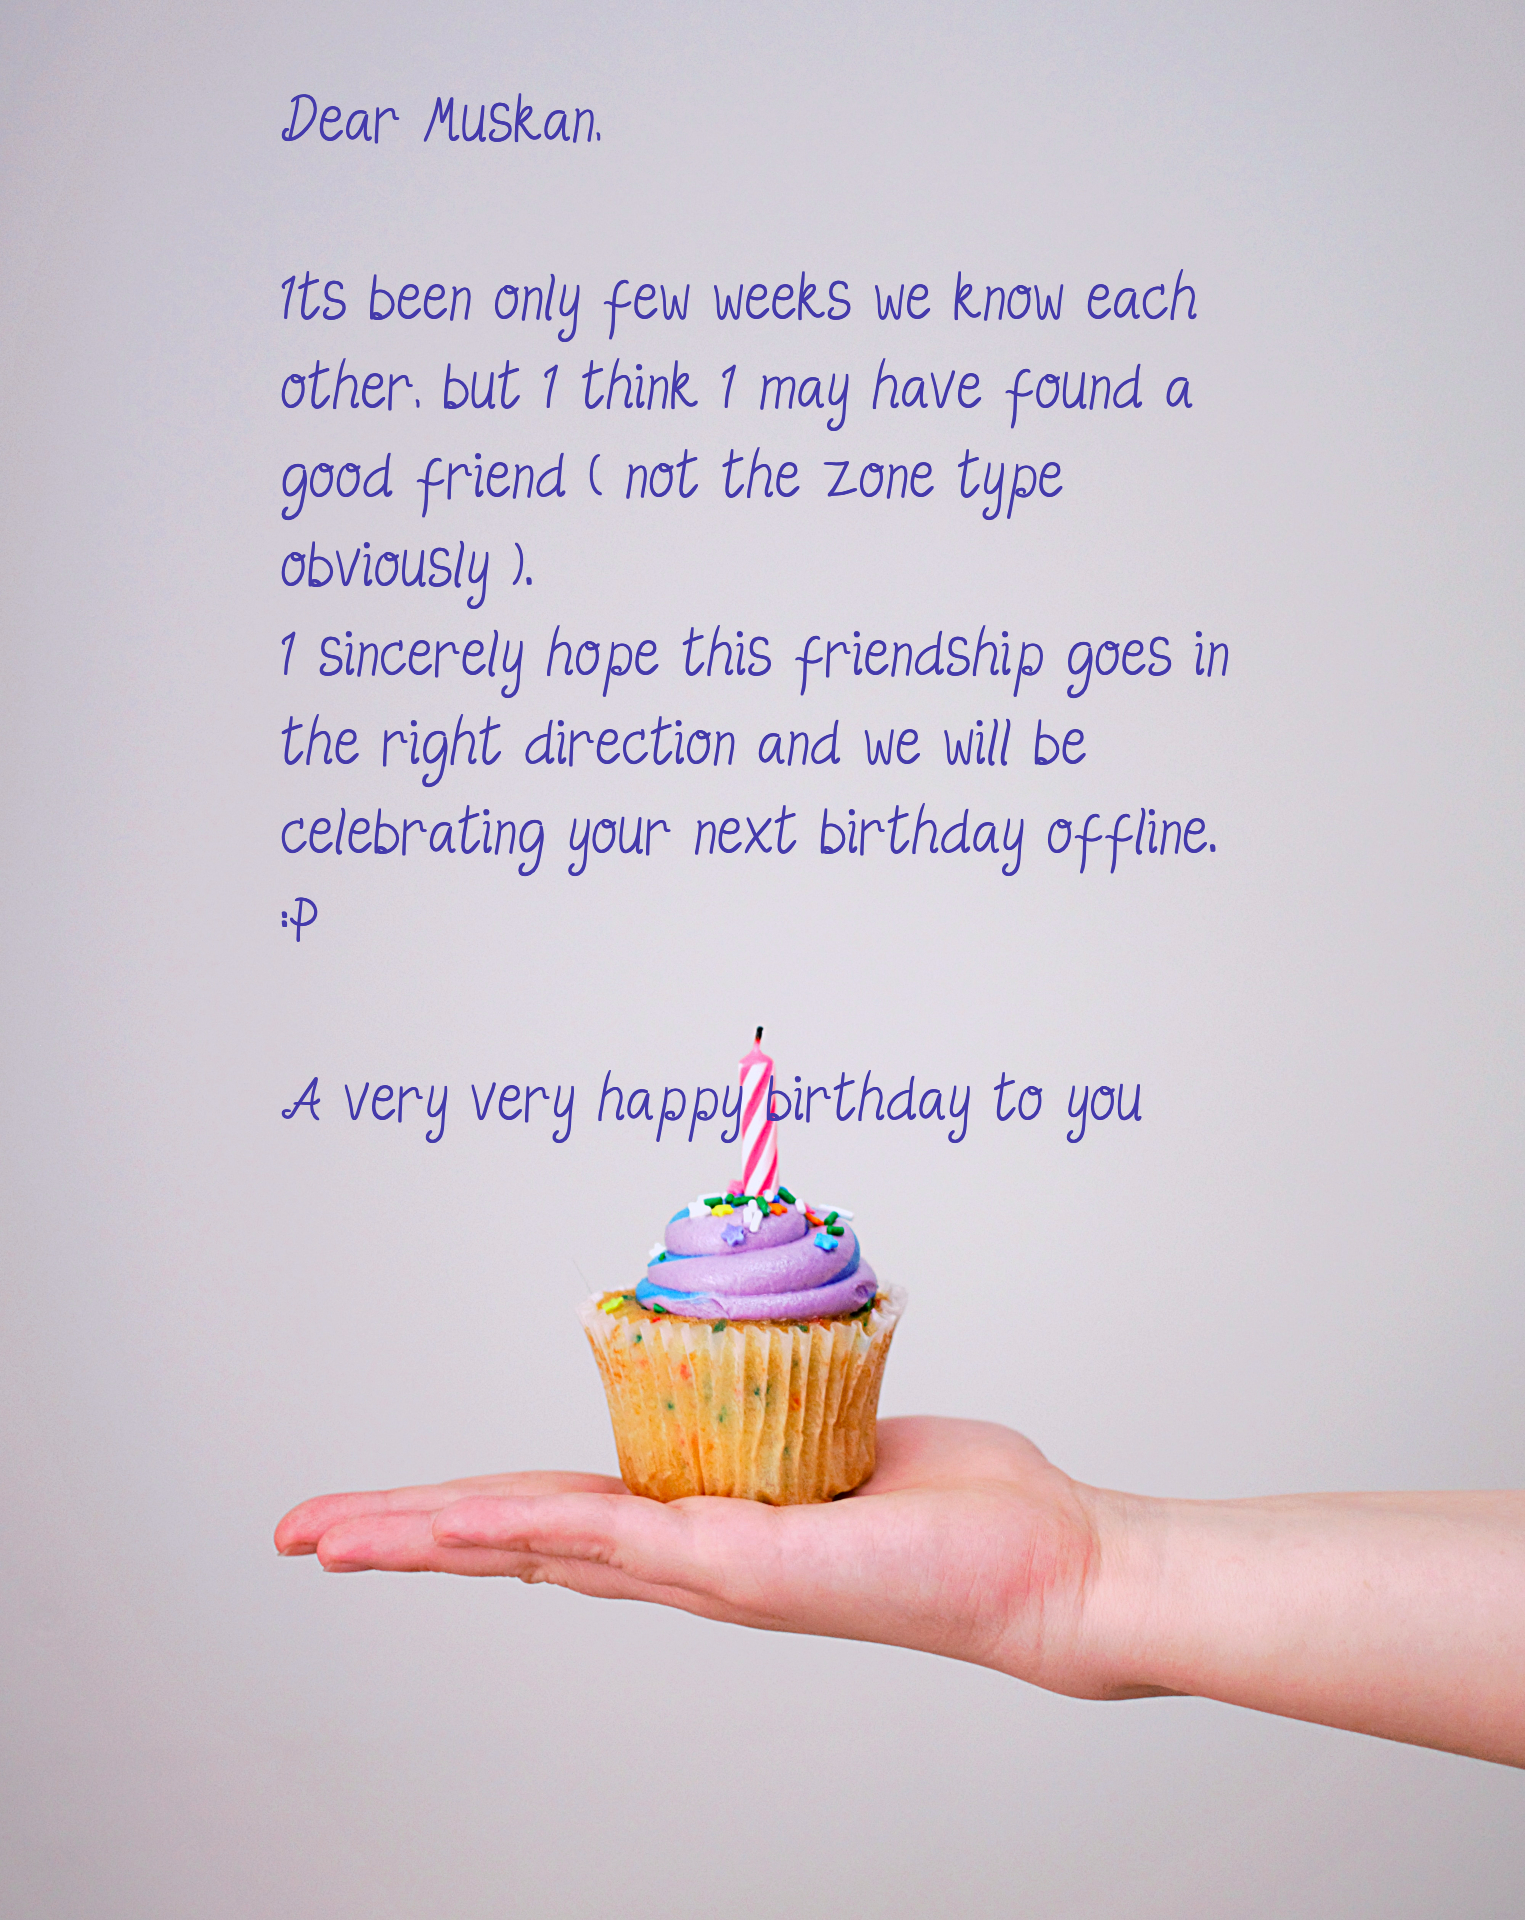 Dear Muskan,
Its been only few weeks we know each
other, but I think I may have found a
good friend ( not the zone type
obviously ).
I sincerely hope this friendship goes in
the right direction and we will be
celebrating your next birthday offline.
:P
A very very happy birthday to you